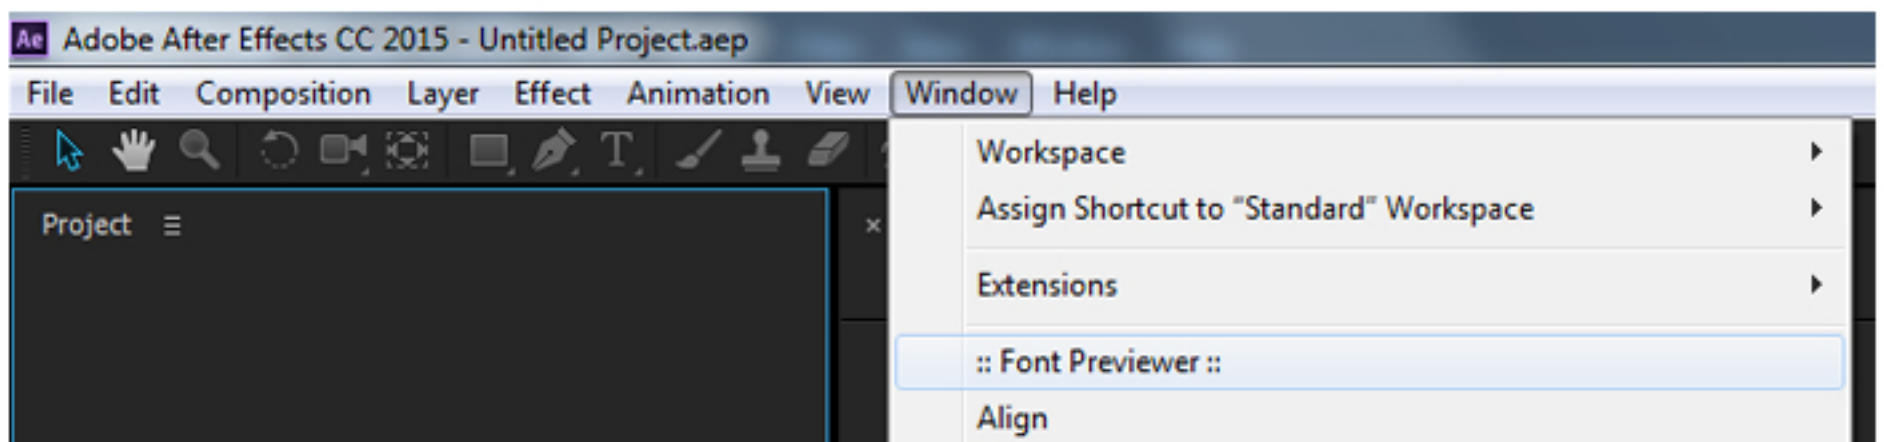 Ae Adobe After Effects CC 2015 - Untitled Project.aep
File Edit Composition Layer Effect Animation View Window Help
T
Workspace
Assign Shortcut to “Standard” Workspace
Project
Extensions
:: Font Previewer ::
Align